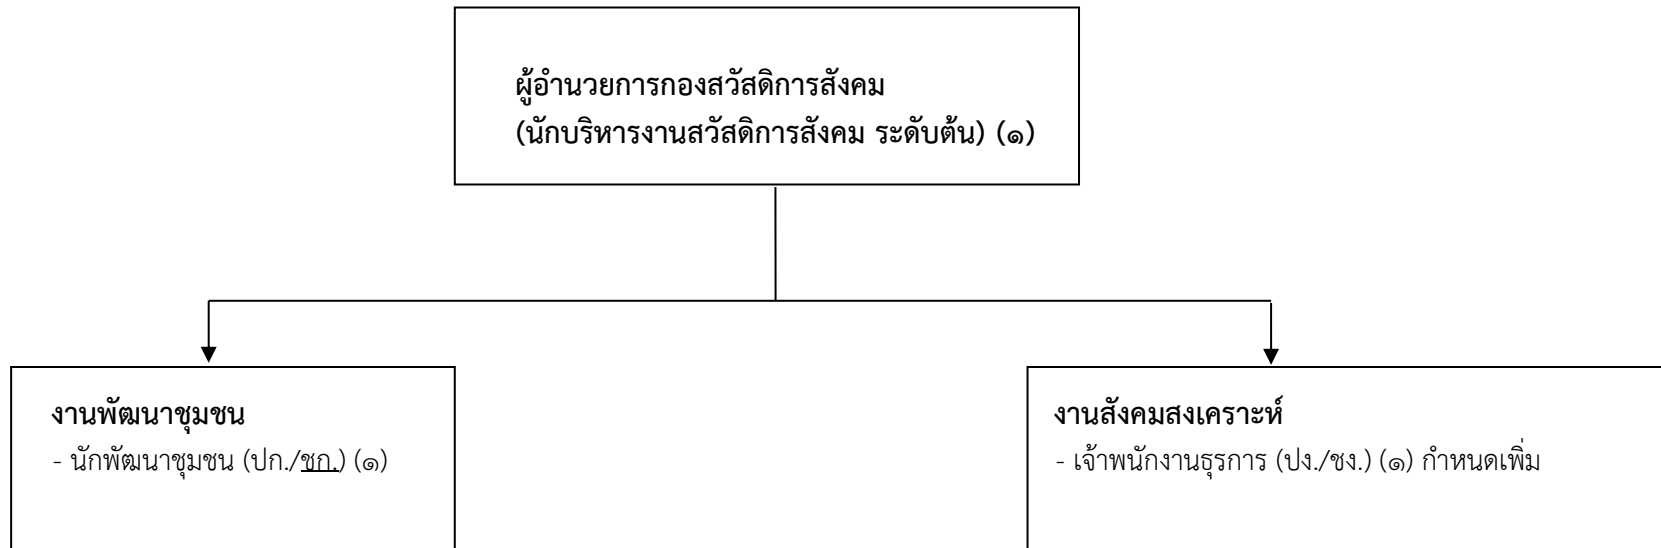 ผู้อำนวยการกองสวัสดิการสังคม
(นักบริหารงานสวัสดิการสังคม ระดับต้น) (๑)
งานพัฒนาชุมชน
- นักพัฒนาชุมชน (ปก./ชก.) (๑)
งานสังคมสงเคราะห์
- เจ้าพนักงานธุรการ (ปง./ชง.) (๑) กำหนดเพิ่ม